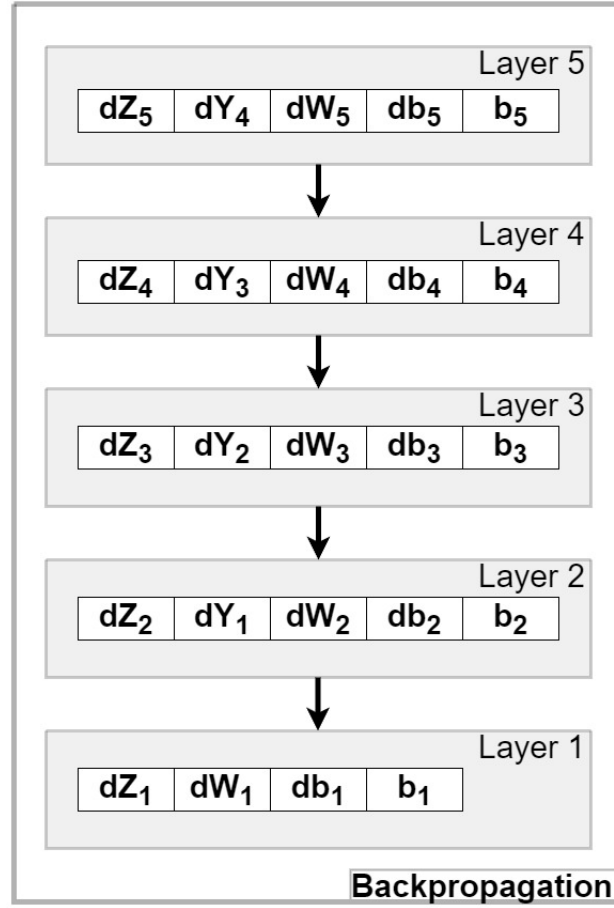 Layer 5
dZ₅ dY₄ dW₅ db₅ b₅
Layer 4
dZ₄ dY₃ dW₄ db₄ b₄
Layer 3
dZ₃ dY₂ dW₃ db₃ b₃
Layer 2
dZ₂ dY₁ dW₂ db₂ b₂
Layer 1
dZ₁ dW₁ db₁ b₁
Backpropagation